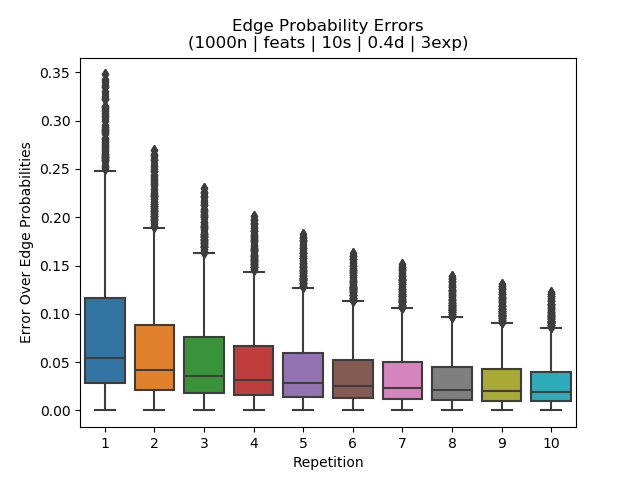 Edge Probability Errors
(1000n | feats | 10s | 0.4d | 3exp)
Error Over Edge Probabilities
0.35
0.30
0.25
0.20
0.15
0.10
0.05
0.00
1 2 3 4 5 6 7 8 9 10
Repetition